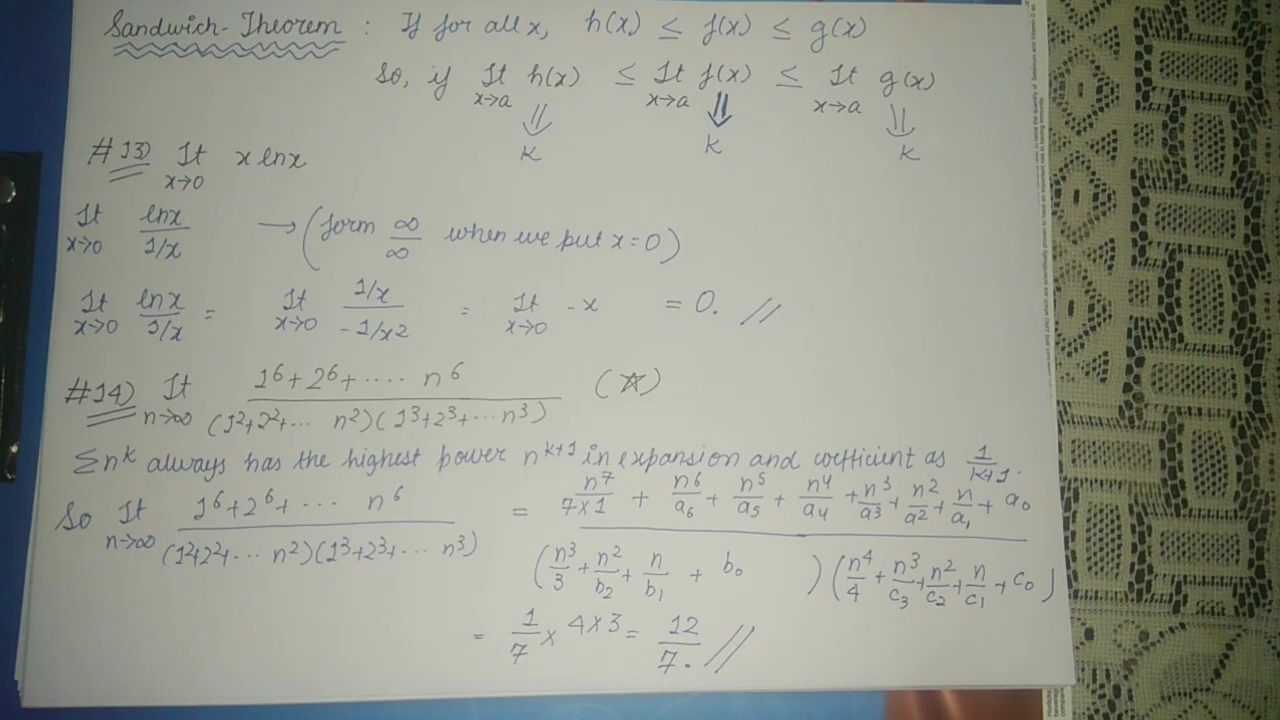 Sandwich-Theorem : If for all x, h(x) ≤ f(x) ≤ g(x)
So, if lt x→a h(x) ≤ lt x→a f(x) ≤ lt x→a g(x)
⇓ ⇓ ⇓
k k k
#13) lt x→0 x lnx
lt x→0 lnx / 1/x → (form ∞/∞ when we put x=0)
lt x→0 lnx / 1/x = lt x→0 1/x / -1/x2 = lt x→0 -x = 0. //
#14) lt n→∞ 1⁶+2⁶+.... n⁶ / (1²+2²+... n²)(1³+2³+... n³) (☆)
Σn^k always has the highest power n^(k+1) in expansion and coefficient as 1/k+1.
So lt n→∞ 1⁶+2⁶+... n⁶ / (1²+2²+... n²)(1³+2³+... n³) = n⁷/7×1 + n⁶/a₆ + n⁵/a₅ + n⁴/a₄ + n³/a₃ + n²/a₂ + n/a₁ + a₀ / (n³/3 + n²/b₂ + n/b₁ + b₀)(n⁴/4 + n³/c₃ + n²/c₂ + n/c₁ + c₀)
= 1/7 × 4×3 = 12/7. //